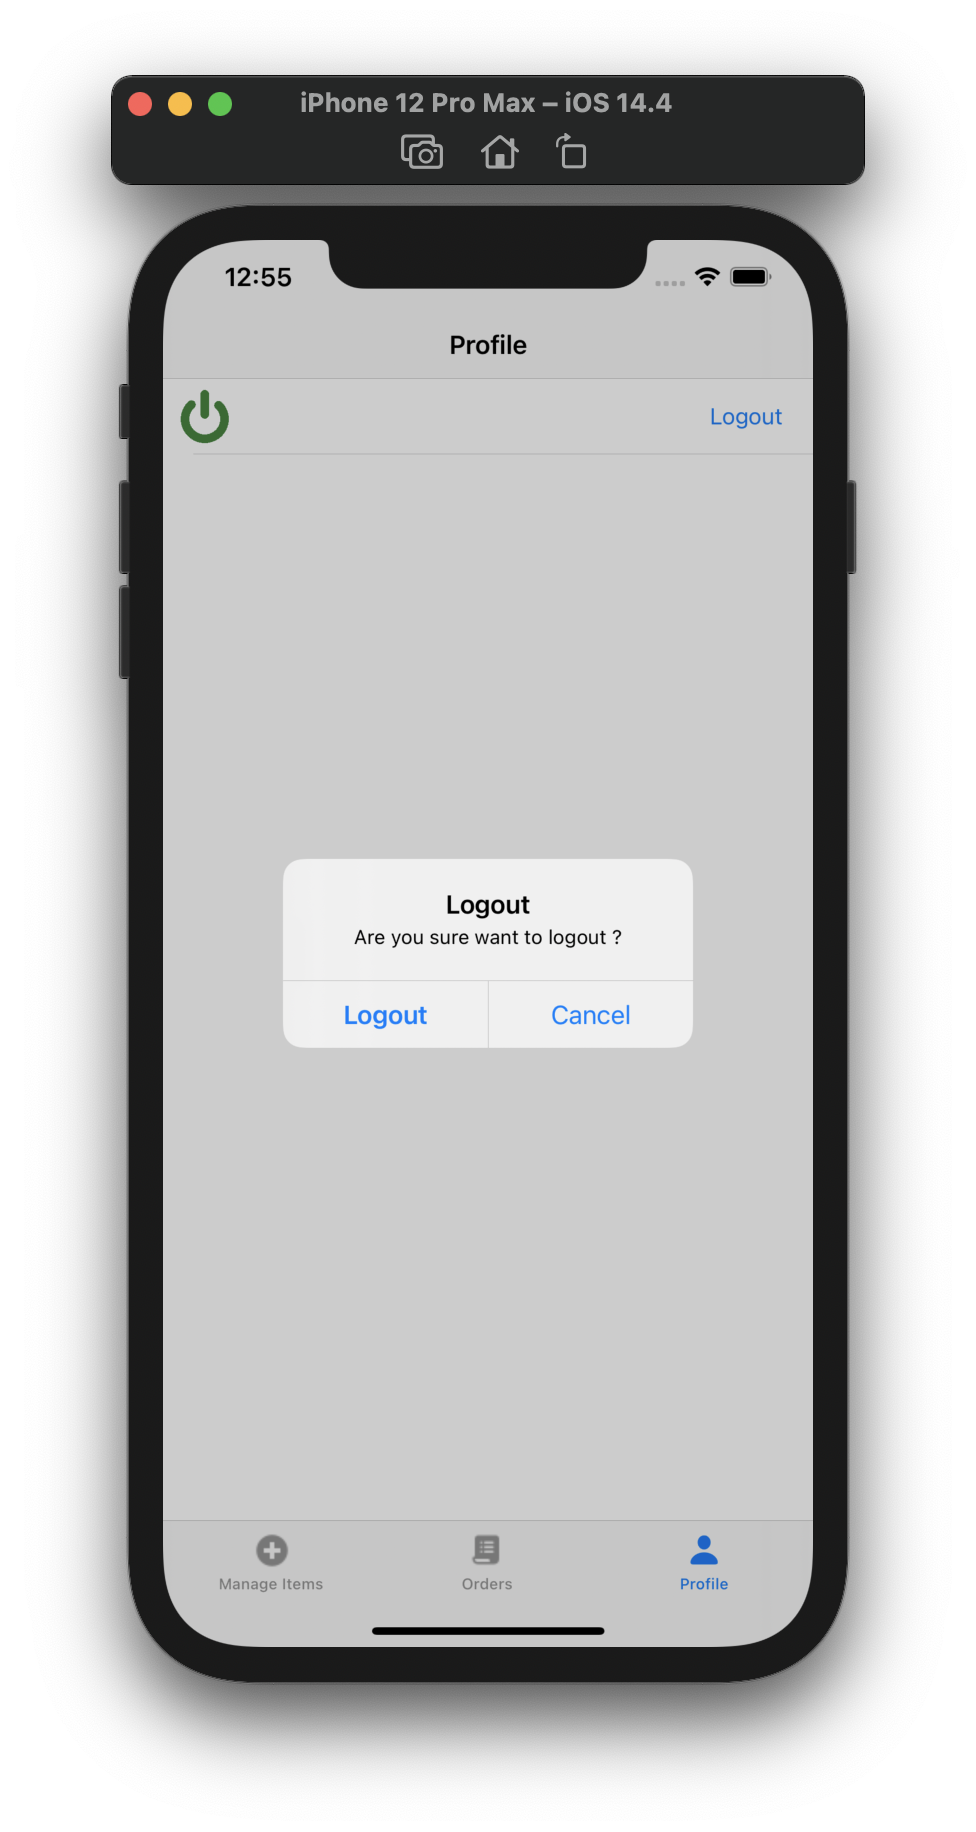 iPhone 12 Pro Max – iOS 14.4
12:55
Profile
Logout
Logout
Are you sure want to logout ?
Logout Cancel
Manage Items Orders Profile